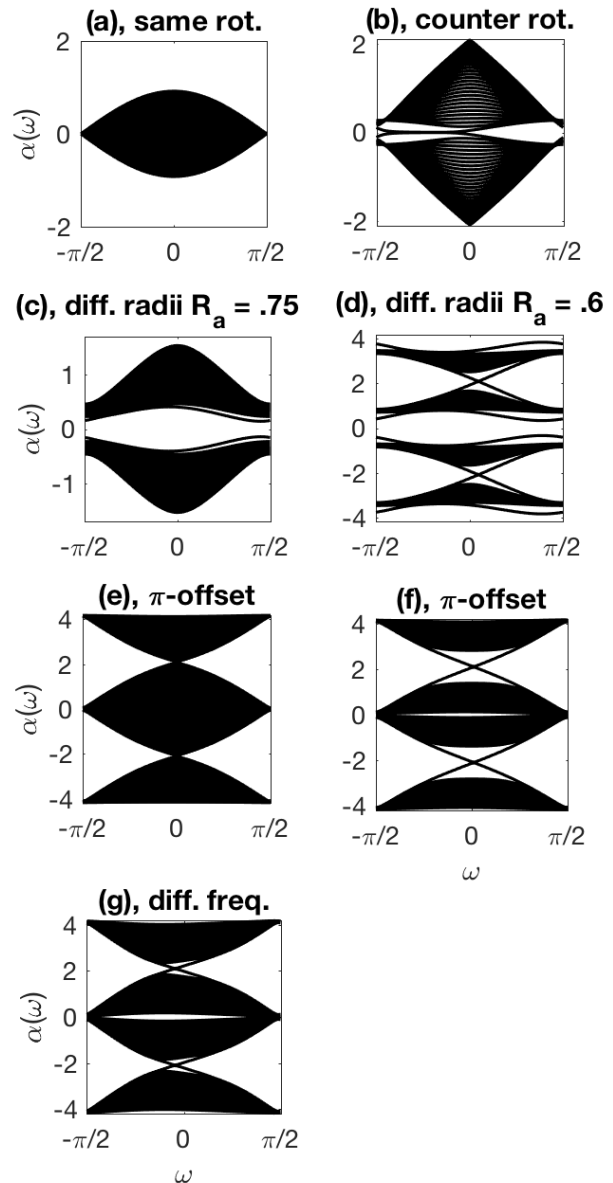 (a), same rot.
(b), counter rot.
α(ω)
2
0
-2
-π/2
0
π/2
2
1
0
-1
-2
-π/2
0
π/2
(c), diff. radii R_a = .75
(d), diff. radii R_a = .6
α(ω)
1
0
-1
-π/2
0
π/2
4
2
0
-2
-4
-π/2
0
π/2
(e), π-offset
(f), π-offset
α(ω)
4
2
0
-2
-4
-π/2
0
π/2
4
2
0
-2
-4
-π/2
0
π/2
ω
(g), diff. freq.
α(ω)
4
2
0
-2
-4
-π/2
0
π/2
ω